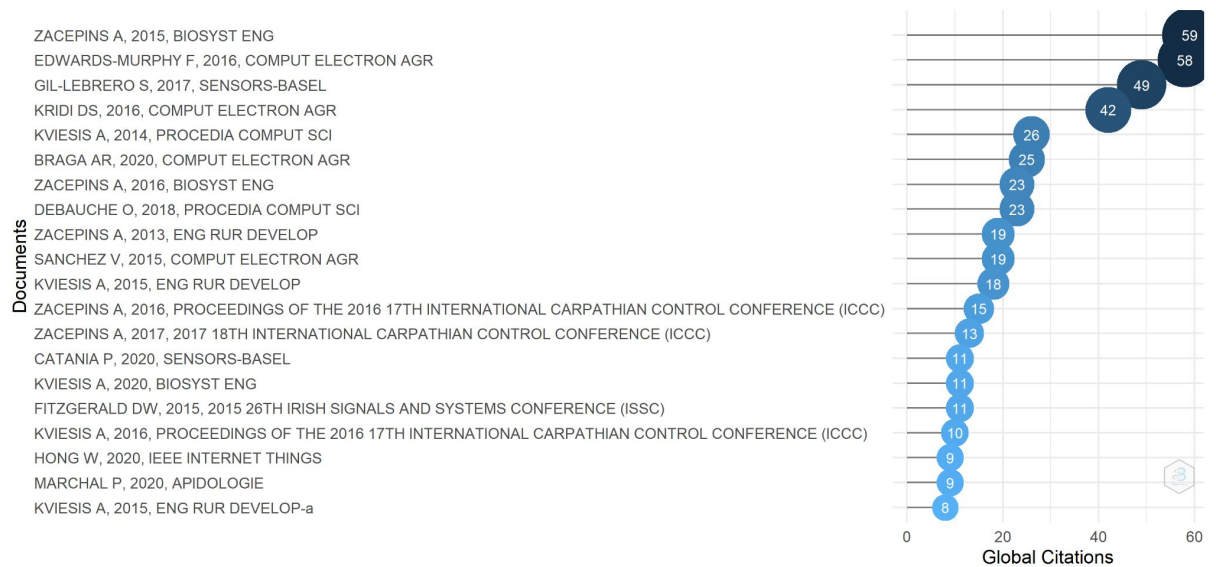 ZACEPINS A, 2015, BIOSYST ENG
59
EDWARDS-MURPHY F, 2016, COMPUT ELECTRON AGR
58
GIL-LEBRERO S, 2017, SENSORS-BASEL
49
KRIDI DS, 2016, COMPUT ELECTRON AGR
42
KVIESIS A, 2014, PROCEDIA COMPUT SCI
26
BRAGA AR, 2020, COMPUT ELECTRON AGR
25
ZACEPINS A, 2016, BIOSYST ENG
23
DEBAUCHE O, 2018, PROCEDIA COMPUT SCI
23
ZACEPINS A, 2013, ENG RUR DEVELOP
19
SANCHEZ V, 2015, COMPUT ELECTRON AGR
19
KVIESIS A, 2015, ENG RUR DEVELOP
18
ZACEPINS A, 2016, PROCEEDINGS OF THE 2016 17TH INTERNATIONAL CARPATHIAN CONTROL CONFERENCE (ICCC)
15
ZACEPINS A, 2017, 2017 18TH INTERNATIONAL CARPATHIAN CONTROL CONFERENCE (ICCC)
13
CATANIA P, 2020, SENSORS-BASEL
11
KVIESIS A, 2020, BIOSYST ENG
11
FITZGERALD DW, 2015, 2015 26TH IRISH SIGNALS AND SYSTEMS CONFERENCE (ISSC)
11
KVIESIS A, 2016, PROCEEDINGS OF THE 2016 17TH INTERNATIONAL CARPATHIAN CONTROL CONFERENCE (ICCC)
10
HONG W, 2020, IEEE INTERNET THINGS
9
MARCHAL P, 2020, APIDOLOGIE
9
KVIESIS A, 2015, ENG RUR DEVELOP-a
8
Documents
0 20 40 60
Global Citations